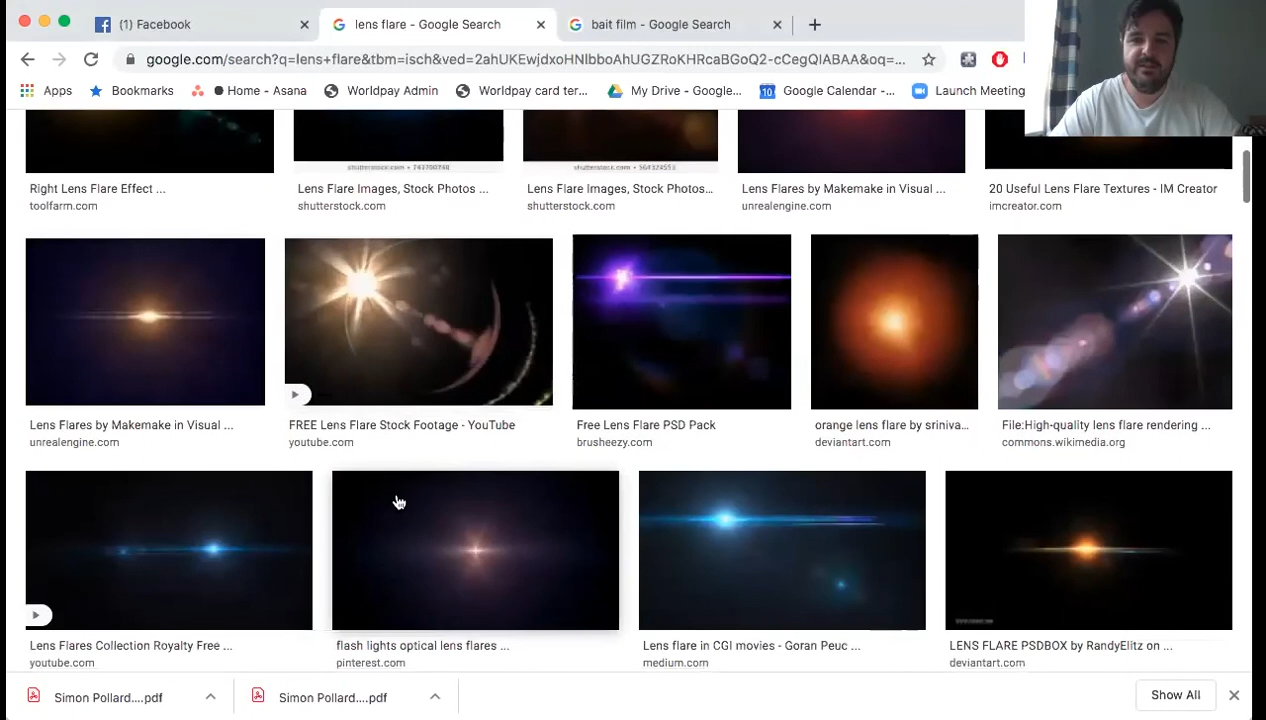 (1) Facebook
lens flare - Google Search
bait film - Google Search
google.com/search?q=lens+flare&tbm=isch&ved=2ahUKEwjdxoHNlbboAhUGZRoKHRcaBGoQ2-cCegQIABAA&oq=...
Apps
Bookmarks
Home - Asana
Worldpay Admin
Worldpay card ter...
My Drive - Google...
10
Google Calendar -...
Launch Meeting
shutterstock.com • 743700740
shutterstock.com • 564324553
Right Lens Flare Effect ...
toolfarm.com
Lens Flare Images, Stock Photos ...
shutterstock.com
Lens Flare Images, Stock Photos...
shutterstock.com
Lens Flares by Makemake in Visual ...
unrealengine.com
20 Useful Lens Flare Textures - IM Creator
imcreator.com
Lens Flares by Makemake in Visual ...
unrealengine.com
FREE Lens Flare Stock Footage - YouTube
youtube.com
Free Lens Flare PSD Pack
brusheezy.com
orange lens flare by sriniva...
deviantart.com
File:High-quality lens flare rendering ...
commons.wikimedia.org
Lens Flares Collection Royalty Free ...
youtube.com
flash lights optical lens flares ...
pinterest.com
Lens flare in CGI movies - Goran Peuc ...
medium.com
LENS FLARE PSDBOX by RandyElitz on ...
deviantart.com
Simon Pollard....pdf
Simon Pollard....pdf
Show All